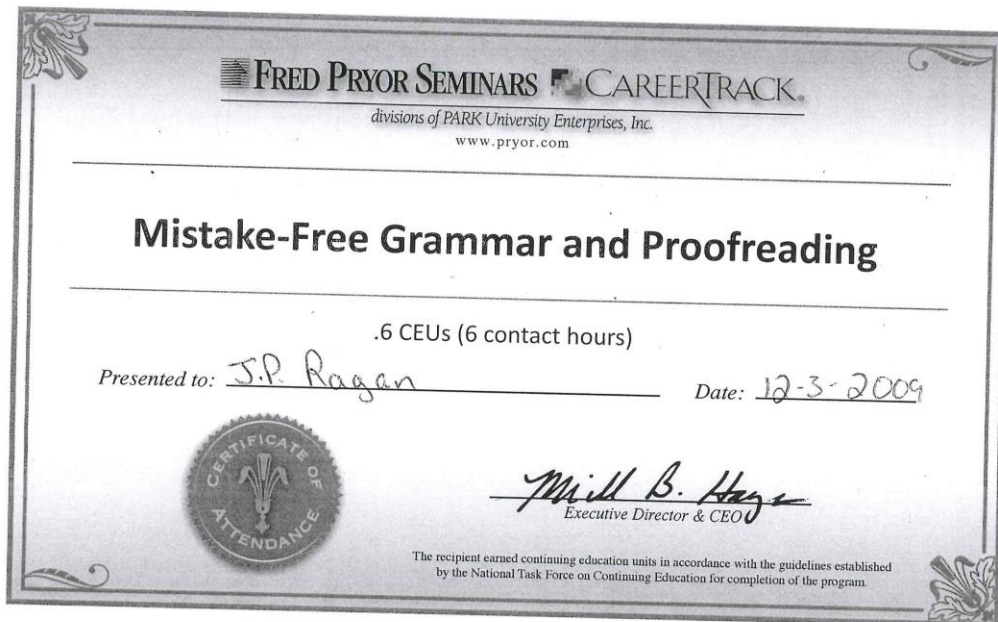 FRED PRYOR SEMINARS CAREERTRACK®
divisions of PARK University Enterprises, Inc.
www.pryor.com
Mistake-Free Grammar and Proofreading
.6 CEUs (6 contact hours)
Presented to: J.P. Ragan Date: 12-3-2009
CERTIFICATE OF ATTENDANCE
Executive Director & CEO
The recipient earned continuing education units in accordance with the guidelines established
by the National Task Force on Continuing Education for completion of the program.